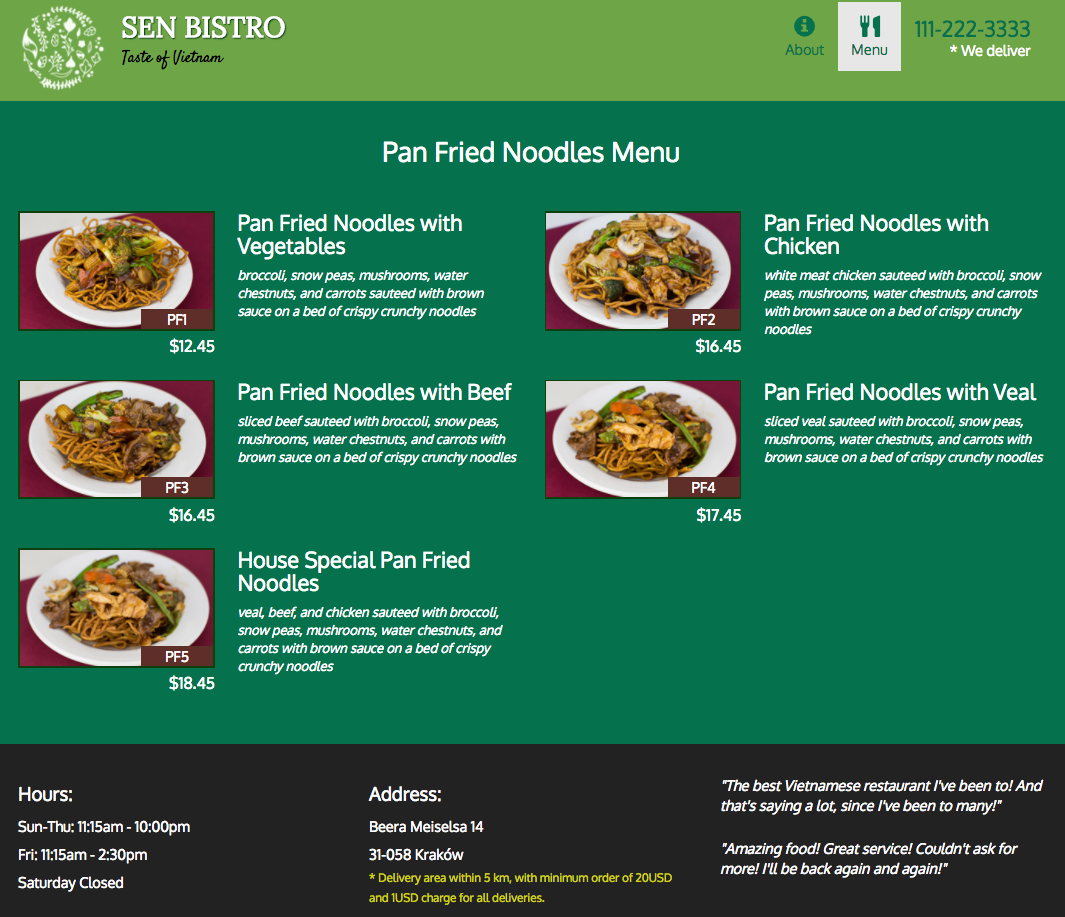 SEN BISTRO
Taste of Vietnam
About
Menu
111-222-3333
* We deliver
Pan Fried Noodles Menu
PF1
$12.45
Pan Fried Noodles with
Vegetables
broccoli, snow peas, mushrooms, water
chestnuts, and carrots sauteed with brown
sauce on a bed of crispy crunchy noodles
PF2
$16.45
Pan Fried Noodles with
Chicken
white meat chicken sauteed with broccoli, snow
peas, mushrooms, water chestnuts, and carrots
with brown sauce on a bed of crispy crunchy
noodles
PF3
$16.45
Pan Fried Noodles with Beef
sliced beef sauteed with broccoli, snow peas,
mushrooms, water chestnuts, and carrots with
brown sauce on a bed of crispy crunchy noodles
PF4
$17.45
Pan Fried Noodles with Veal
sliced veal sauteed with broccoli, snow peas,
mushrooms, water chestnuts, and carrots with
brown sauce on a bed of crispy crunchy noodles
PF5
$18.45
House Special Pan Fried
Noodles
veal, beef, and chicken sauteed with broccoli,
snow peas, mushrooms, water chestnuts, and
carrots with brown sauce on a bed of crispy
crunchy noodles
Hours:
Sun-Thu: 11:15am - 10:00pm
Fri: 11:15am - 2:30pm
Saturday Closed
Address:
Beera Meiselsa 14
31-058 Kraków
* Delivery area within 5 km, with minimum order of 20USD
and 1USD charge for all deliveries.
"The best Vietnamese restaurant I've been to! And
that's saying a lot, since I've been to many!"
"Amazing food! Great service! Couldn't ask for
more! I'll be back again and again!"